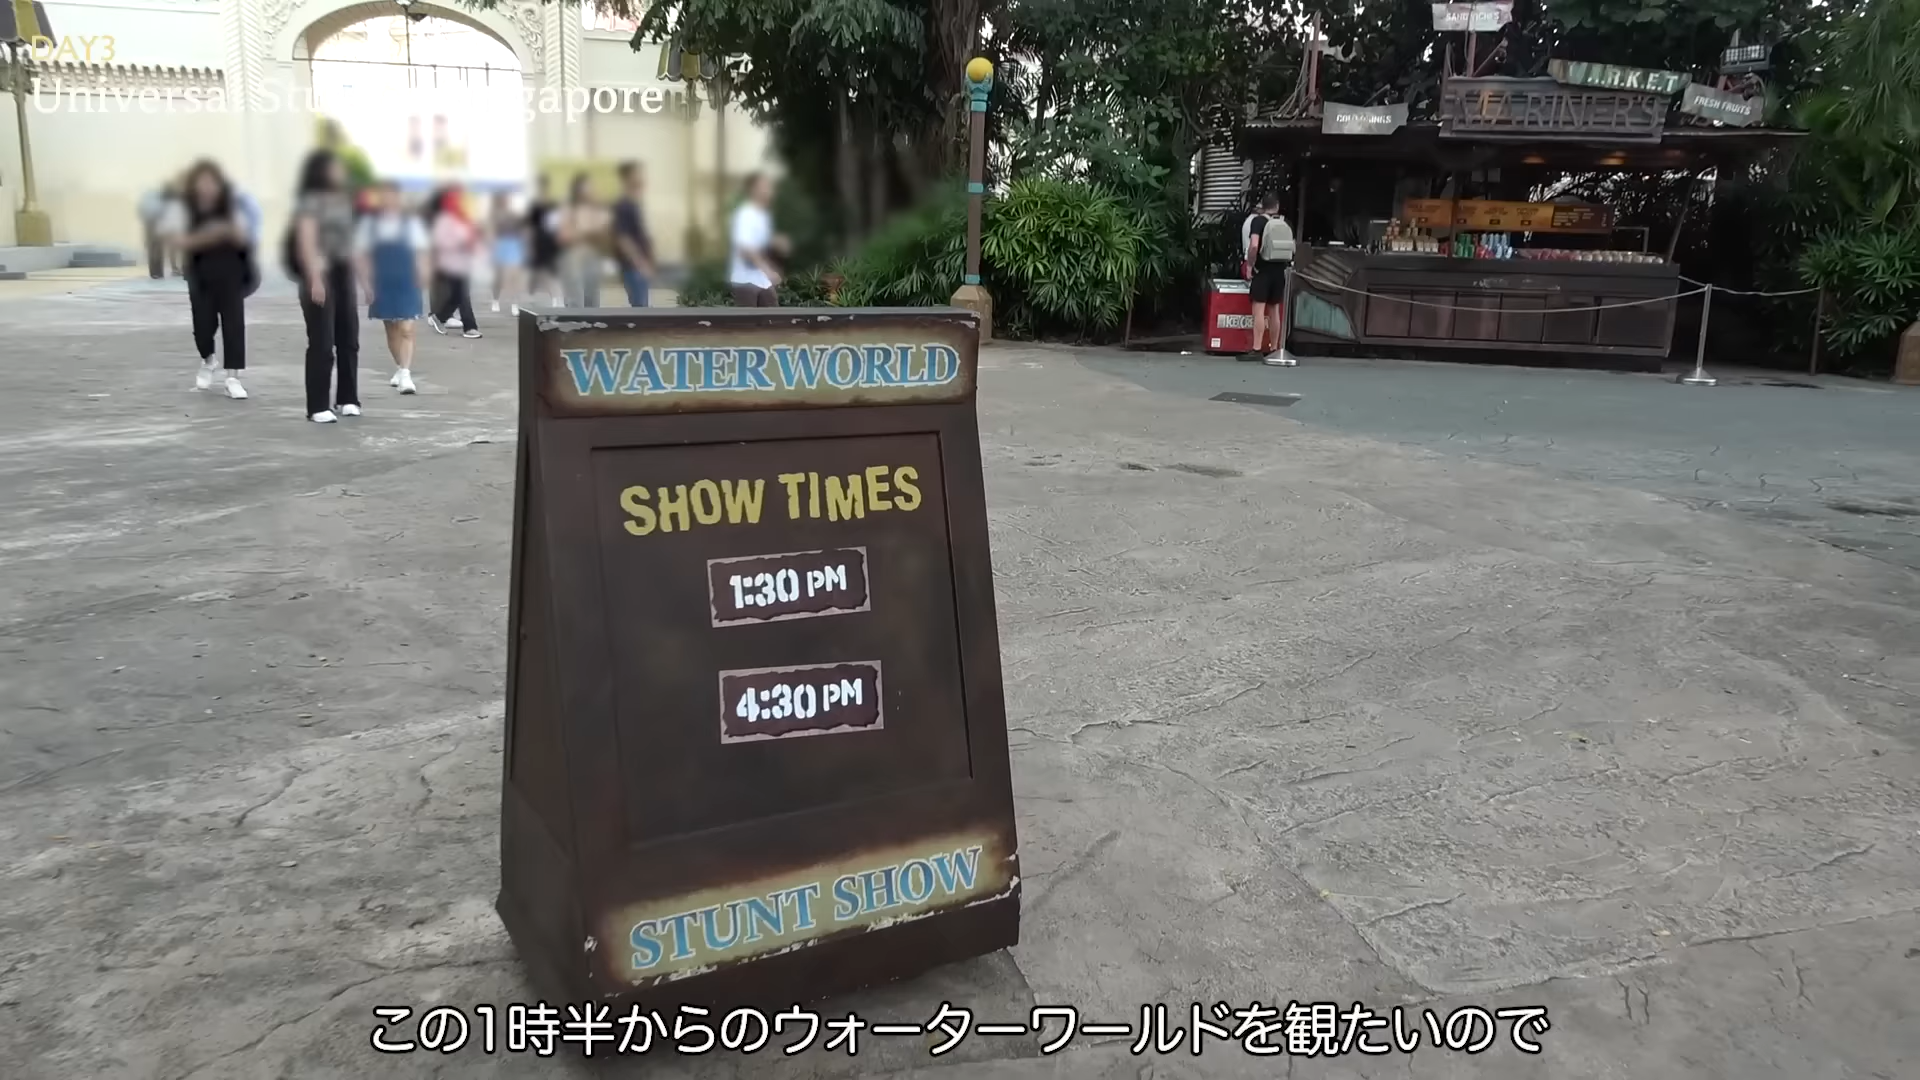 DAY3
Universal Studios Singapore
SANDWICHES
MARKET
MARINER'S
FRESH FRUITS
WATERWORLD
SHOW TIMES
1:30 PM
4:30 PM
STUNT SHOW
この1時半からのウォーターワールドを観たいので